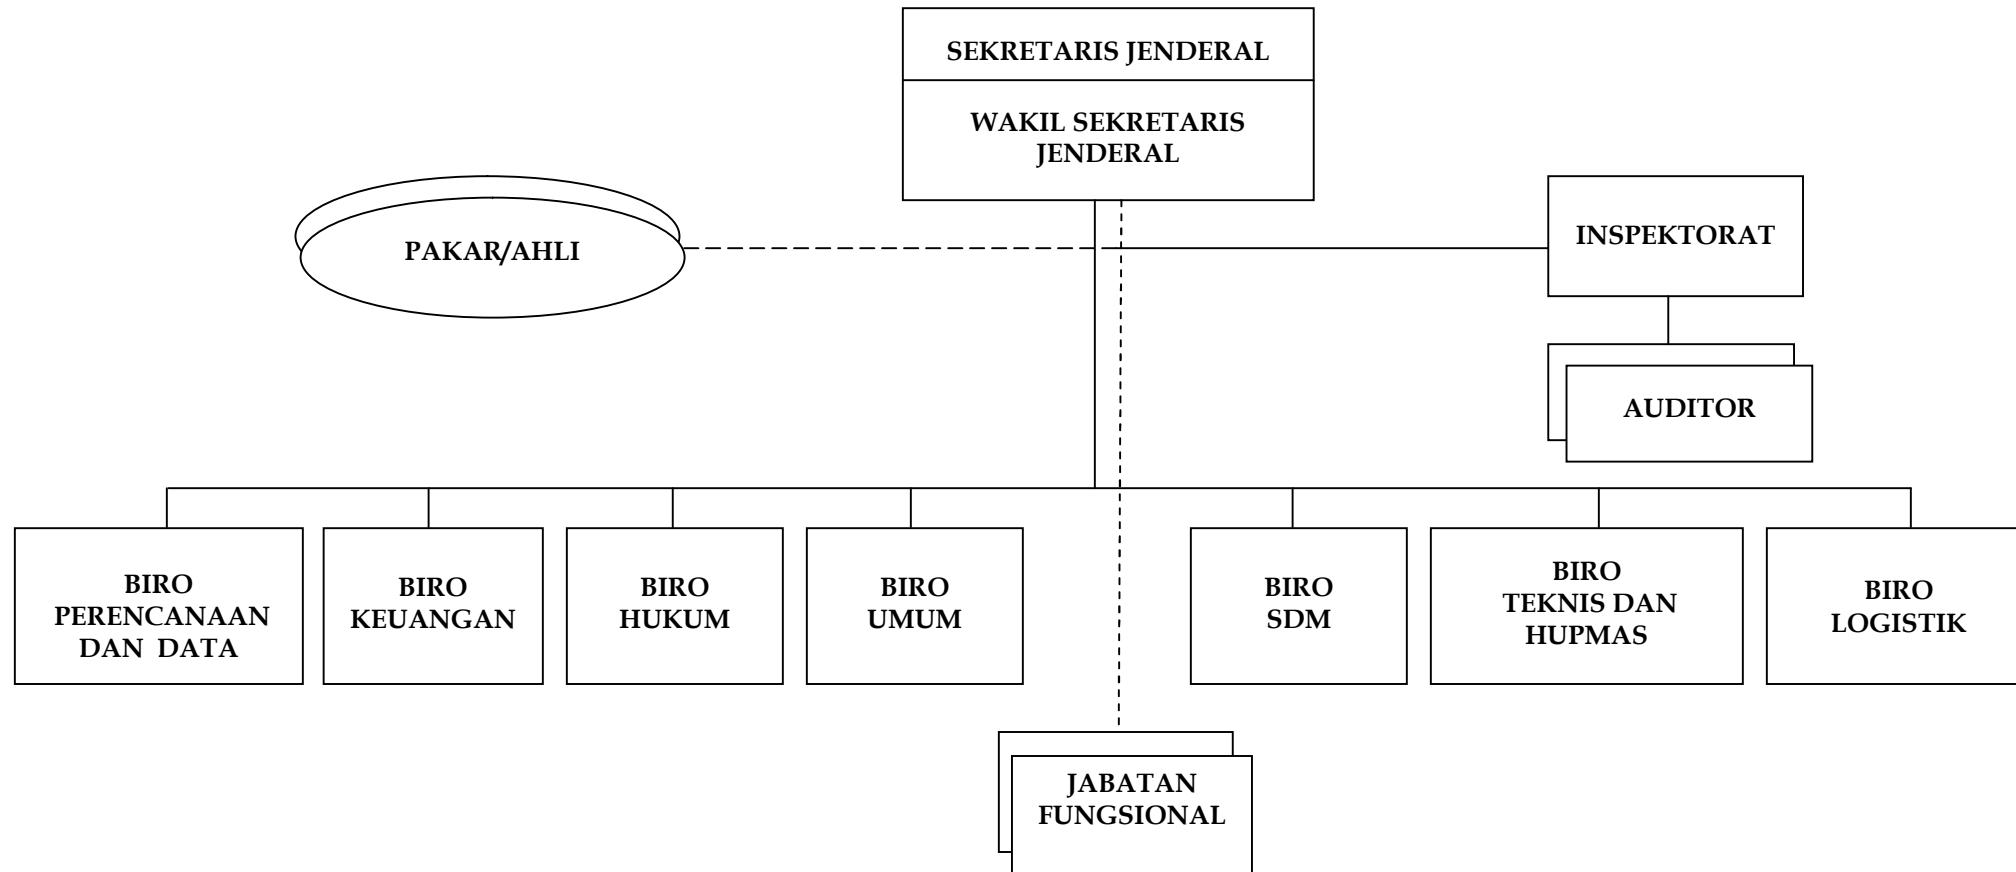 SEKRETARIS JENDERAL
WAKIL SEKRETARIS
JENDERAL
PAKAR/AHLI
INSPEKTORAT
AUDITOR
BIRO
PERENCANAAN
DAN DATA
BIRO
KEUANGAN
BIRO
HUKUM
BIRO
UMUM
BIRO
SDM
BIRO
TEKNIS DAN
HUPMAS
BIRO
LOGISTIK
JABATAN
FUNGSIONAL